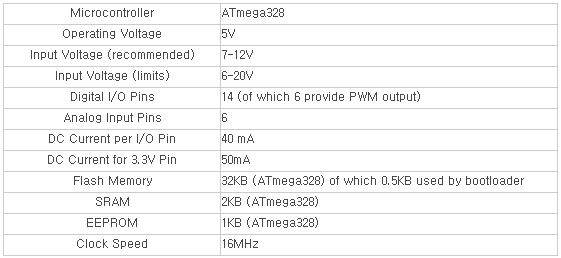 Microcontroller ATmega328
Operating Voltage 5V
Input Voltage (recommended) 7-12V
Input Voltage (limits) 6-20V
Digital I/O Pins 14 (of which 6 provide PWM output)
Analog Input Pins 6
DC Current per I/O Pin 40 mA
DC Current for 3.3V Pin 50mA
Flash Memory 32KB (ATmega328) of which 0.5KB used by bootloader
SRAM 2KB (ATmega328)
EEPROM 1KB (ATmega328)
Clock Speed 16MHz